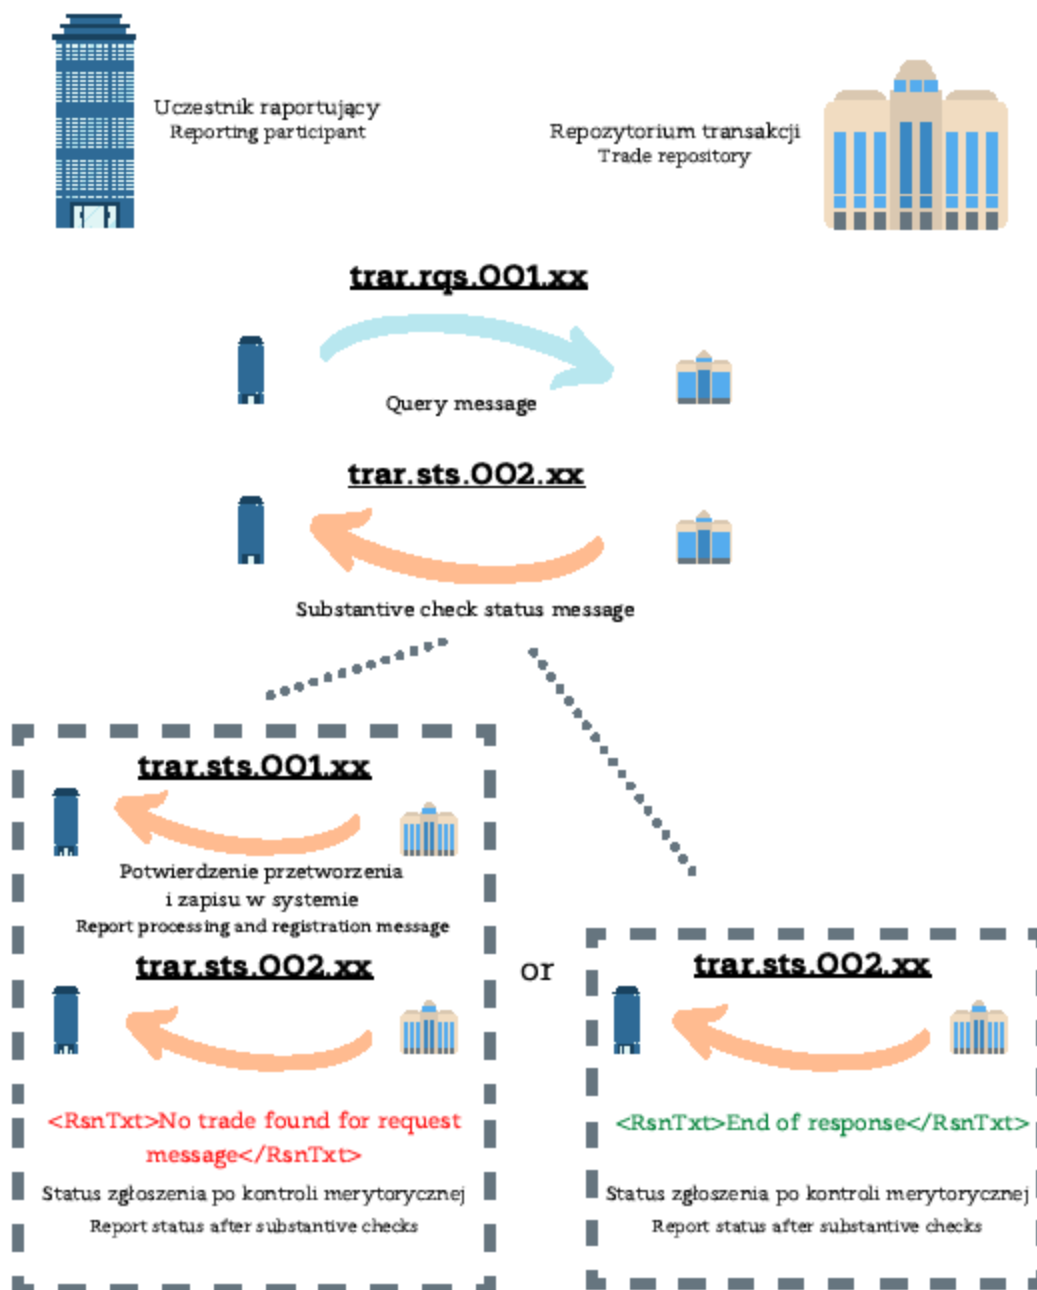 Uczestnik raportujący
Reporting participant
Repozytorium transakcji
Trade repository
trar.rqs.001.xx
Query message
trar.sts.002.xx
Substantive check status message
trar.sts.001.xx
Potwierdzenie przetworzenia
i zapisu w systemie
Report processing and registration message
trar.sts.002.xx
<RsnTxt>No trade found for request
message</RsnTxt>
Status zgłoszenia po kontroli merytorycznej
Report status after substantive checks
or
trar.sts.002.xx
<RsnTxt>End of response</RsnTxt>
Status zgłoszenia po kontroli merytorycznej
Report status after substantive checks